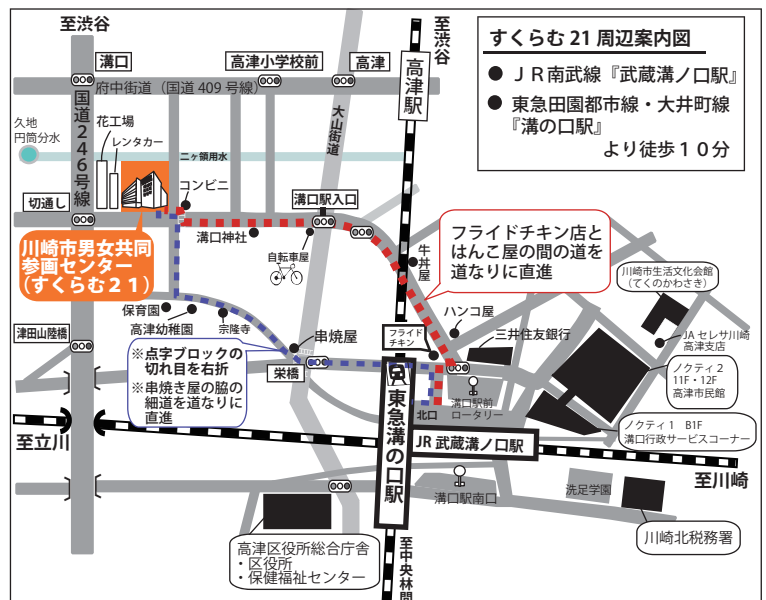 至渋谷
至渋谷
すくらむ21周辺案内図
● JR南武線『武蔵溝ノ口駅』
● 東急田園都市線・大井町線
『溝の口駅』
より徒歩10分
溝口
高津小学校前
高津
高津駅
府中街道（国道409号線）
国道246号線
大山街道
久地
円筒分水
花工場
レンタカー
二ヶ領用水
コンビニ
切通し
溝口駅入口
溝口神社
自転車屋
川崎市男女共同
参画センター
（すくらむ21）
フライドチキン店と
はんこ屋の間の道を
道なりに直進
牛丼屋
川崎市生活文化会館
（てくのかわさき）
保育園
高津幼稚園
宗隆寺
串焼屋
ハンコ屋
フライド
チキン
三井住友銀行
JAセレサ川崎
高津支店
津田山陸橋
※点字ブロックの
切れ目を右折
※串焼き屋の脇の
細道を道なりに
直進
栄橋
ノクティ2
11F・12F
高津市民館
溝口駅前
ロータリー
北口
東急溝の口駅
ノクティ1 B1F
溝口行政サービスコーナー
至立川
JR武蔵溝ノ口駅
至川崎
溝口駅南口
洗足学園
川崎北税務署
高津区役所総合庁舎
・区役所
・保健福祉センター
至中央林間